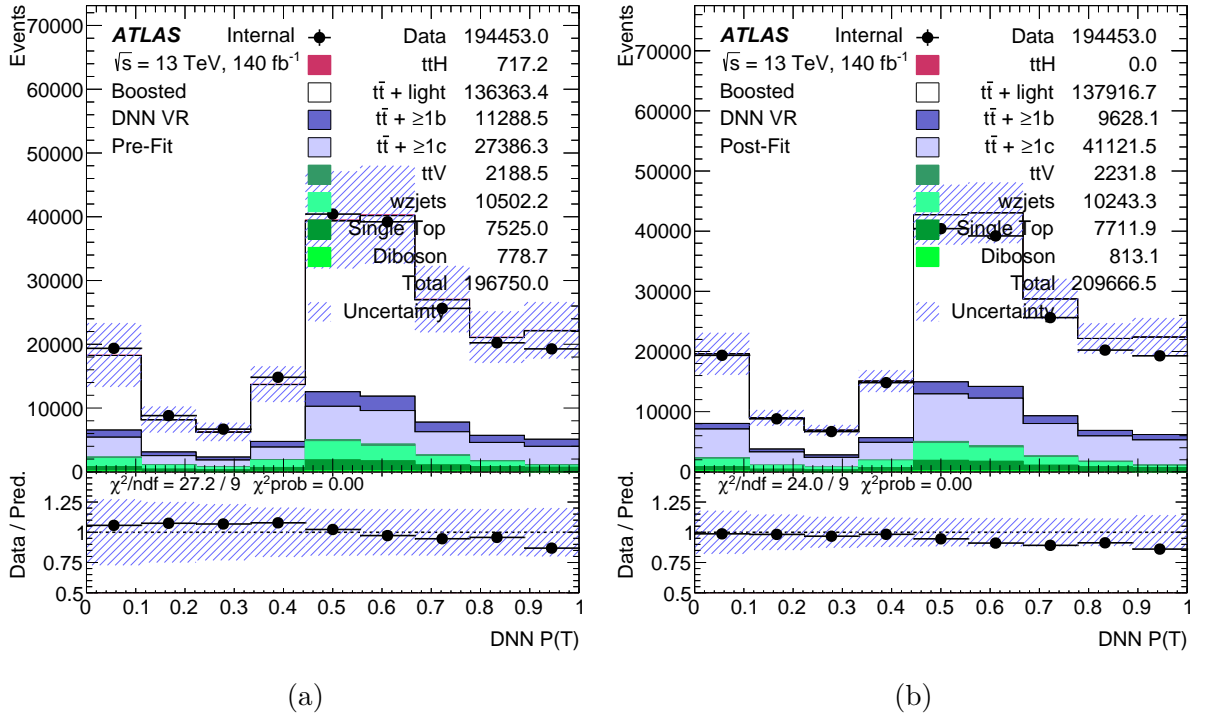 Events
70000
60000
50000
40000
30000
20000
10000
0
ATLAS Internal
√s = 13 TeV, 140 fb⁻¹
Boosted
DNN VR
Pre-Fit
Data 194453.0
ttH 717.2
tt̄ + light 136363.4
tt̄ + ≥1b 11288.5
tt̄ + ≥1c 27386.3
ttV 2188.5
wzjets 10502.2
Single Top 7525.0
Diboson 778.7
Total 196750.0
Uncertainty
χ²/ndf = 27.2 / 9 χ²prob = 0.00
Data / Pred.
1.25
1
0.75
0.5
0 0.1 0.2 0.3 0.4 0.5 0.6 0.7 0.8 0.9 1
DNN P(T)
(a)
Events
70000
60000
50000
40000
30000
20000
10000
0
ATLAS Internal
√s = 13 TeV, 140 fb⁻¹
Boosted
DNN VR
Post-Fit
Data 194453.0
ttH 0.0
tt̄ + light 137916.7
tt̄ + ≥1b 9628.1
tt̄ + ≥1c 41121.5
ttV 2231.8
wzjets 10243.3
Single Top 7711.9
Diboson 813.1
Total 209666.5
Uncertainty
χ²/ndf = 24.0 / 9 χ²prob = 0.00
Data / Pred.
1.25
1
0.75
0.5
0 0.1 0.2 0.3 0.4 0.5 0.6 0.7 0.8 0.9 1
DNN P(T)
(b)